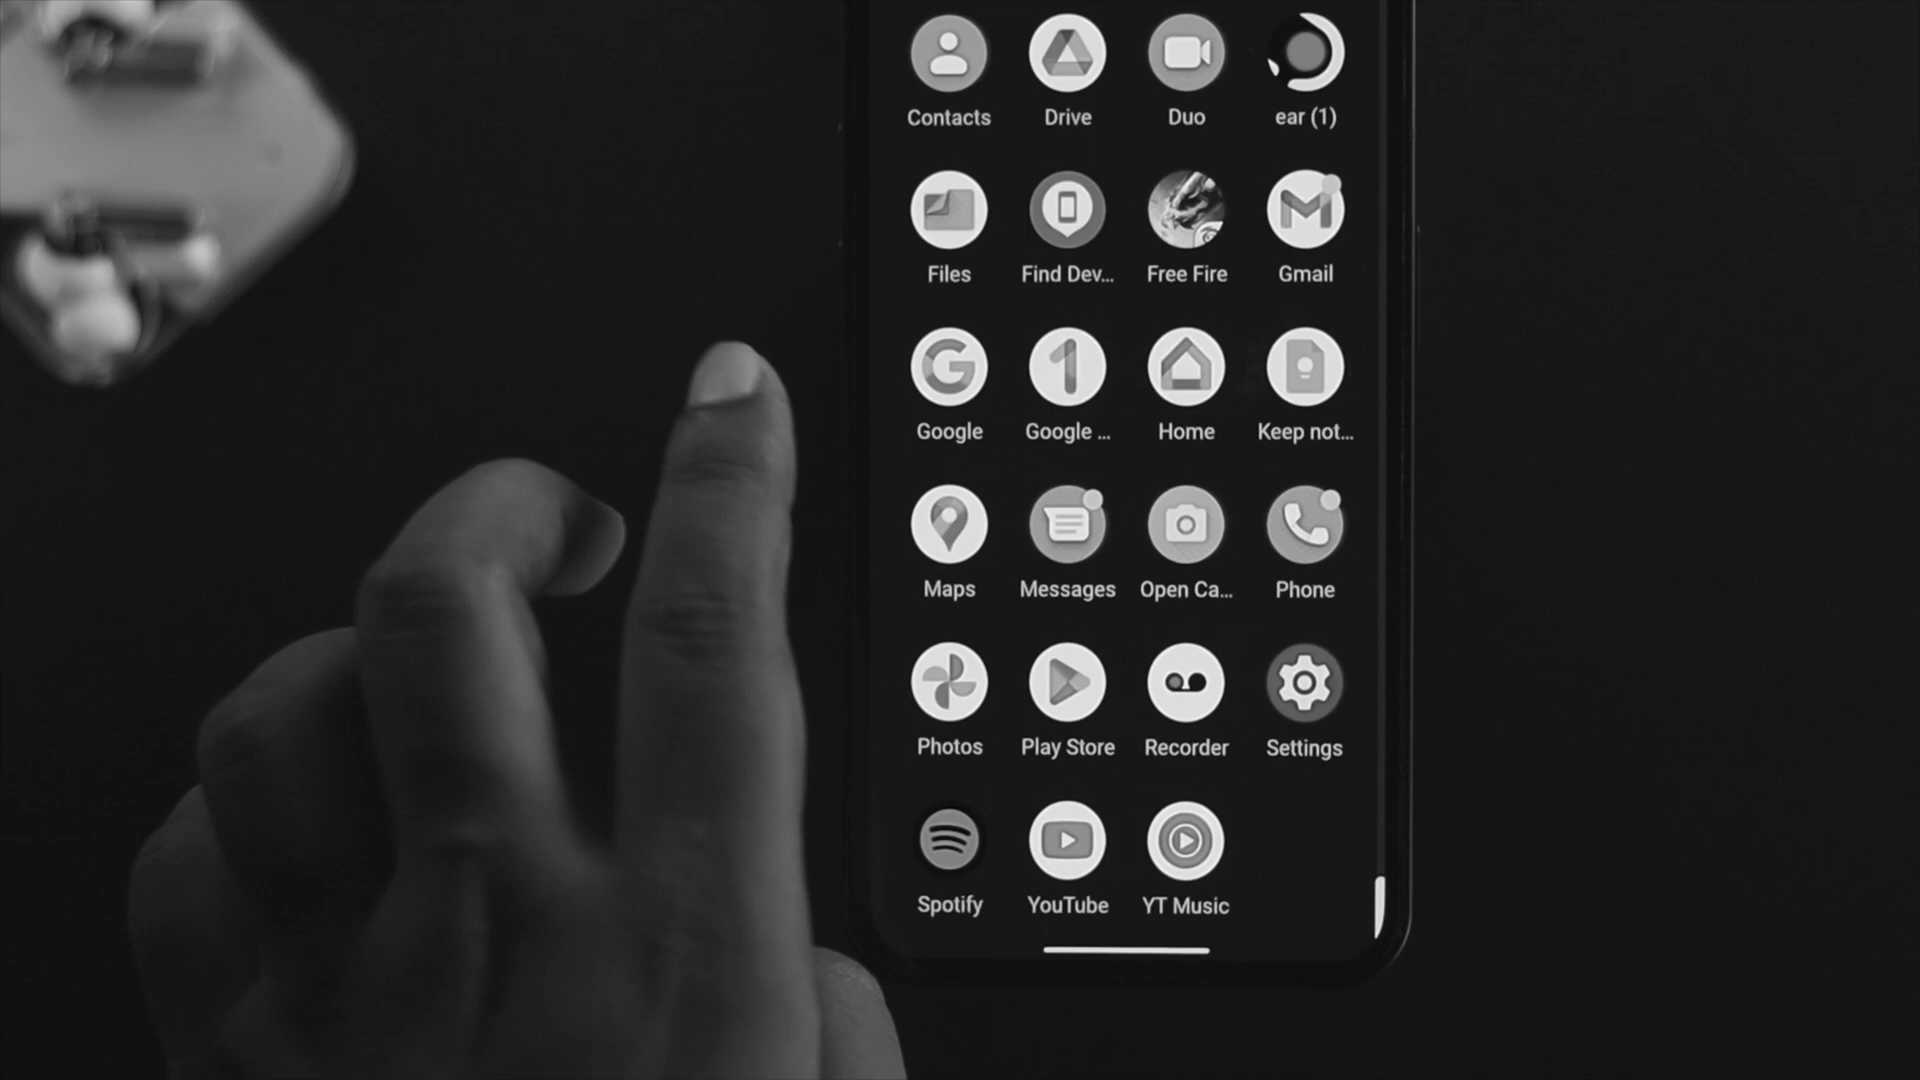 Contacts Drive Duo ear (1)
Files Find Dev... Free Fire Gmail
Google Google ... Home Keep not...
Maps Messages Open Ca... Phone
Photos Play Store Recorder Settings
Spotify YouTube YT Music